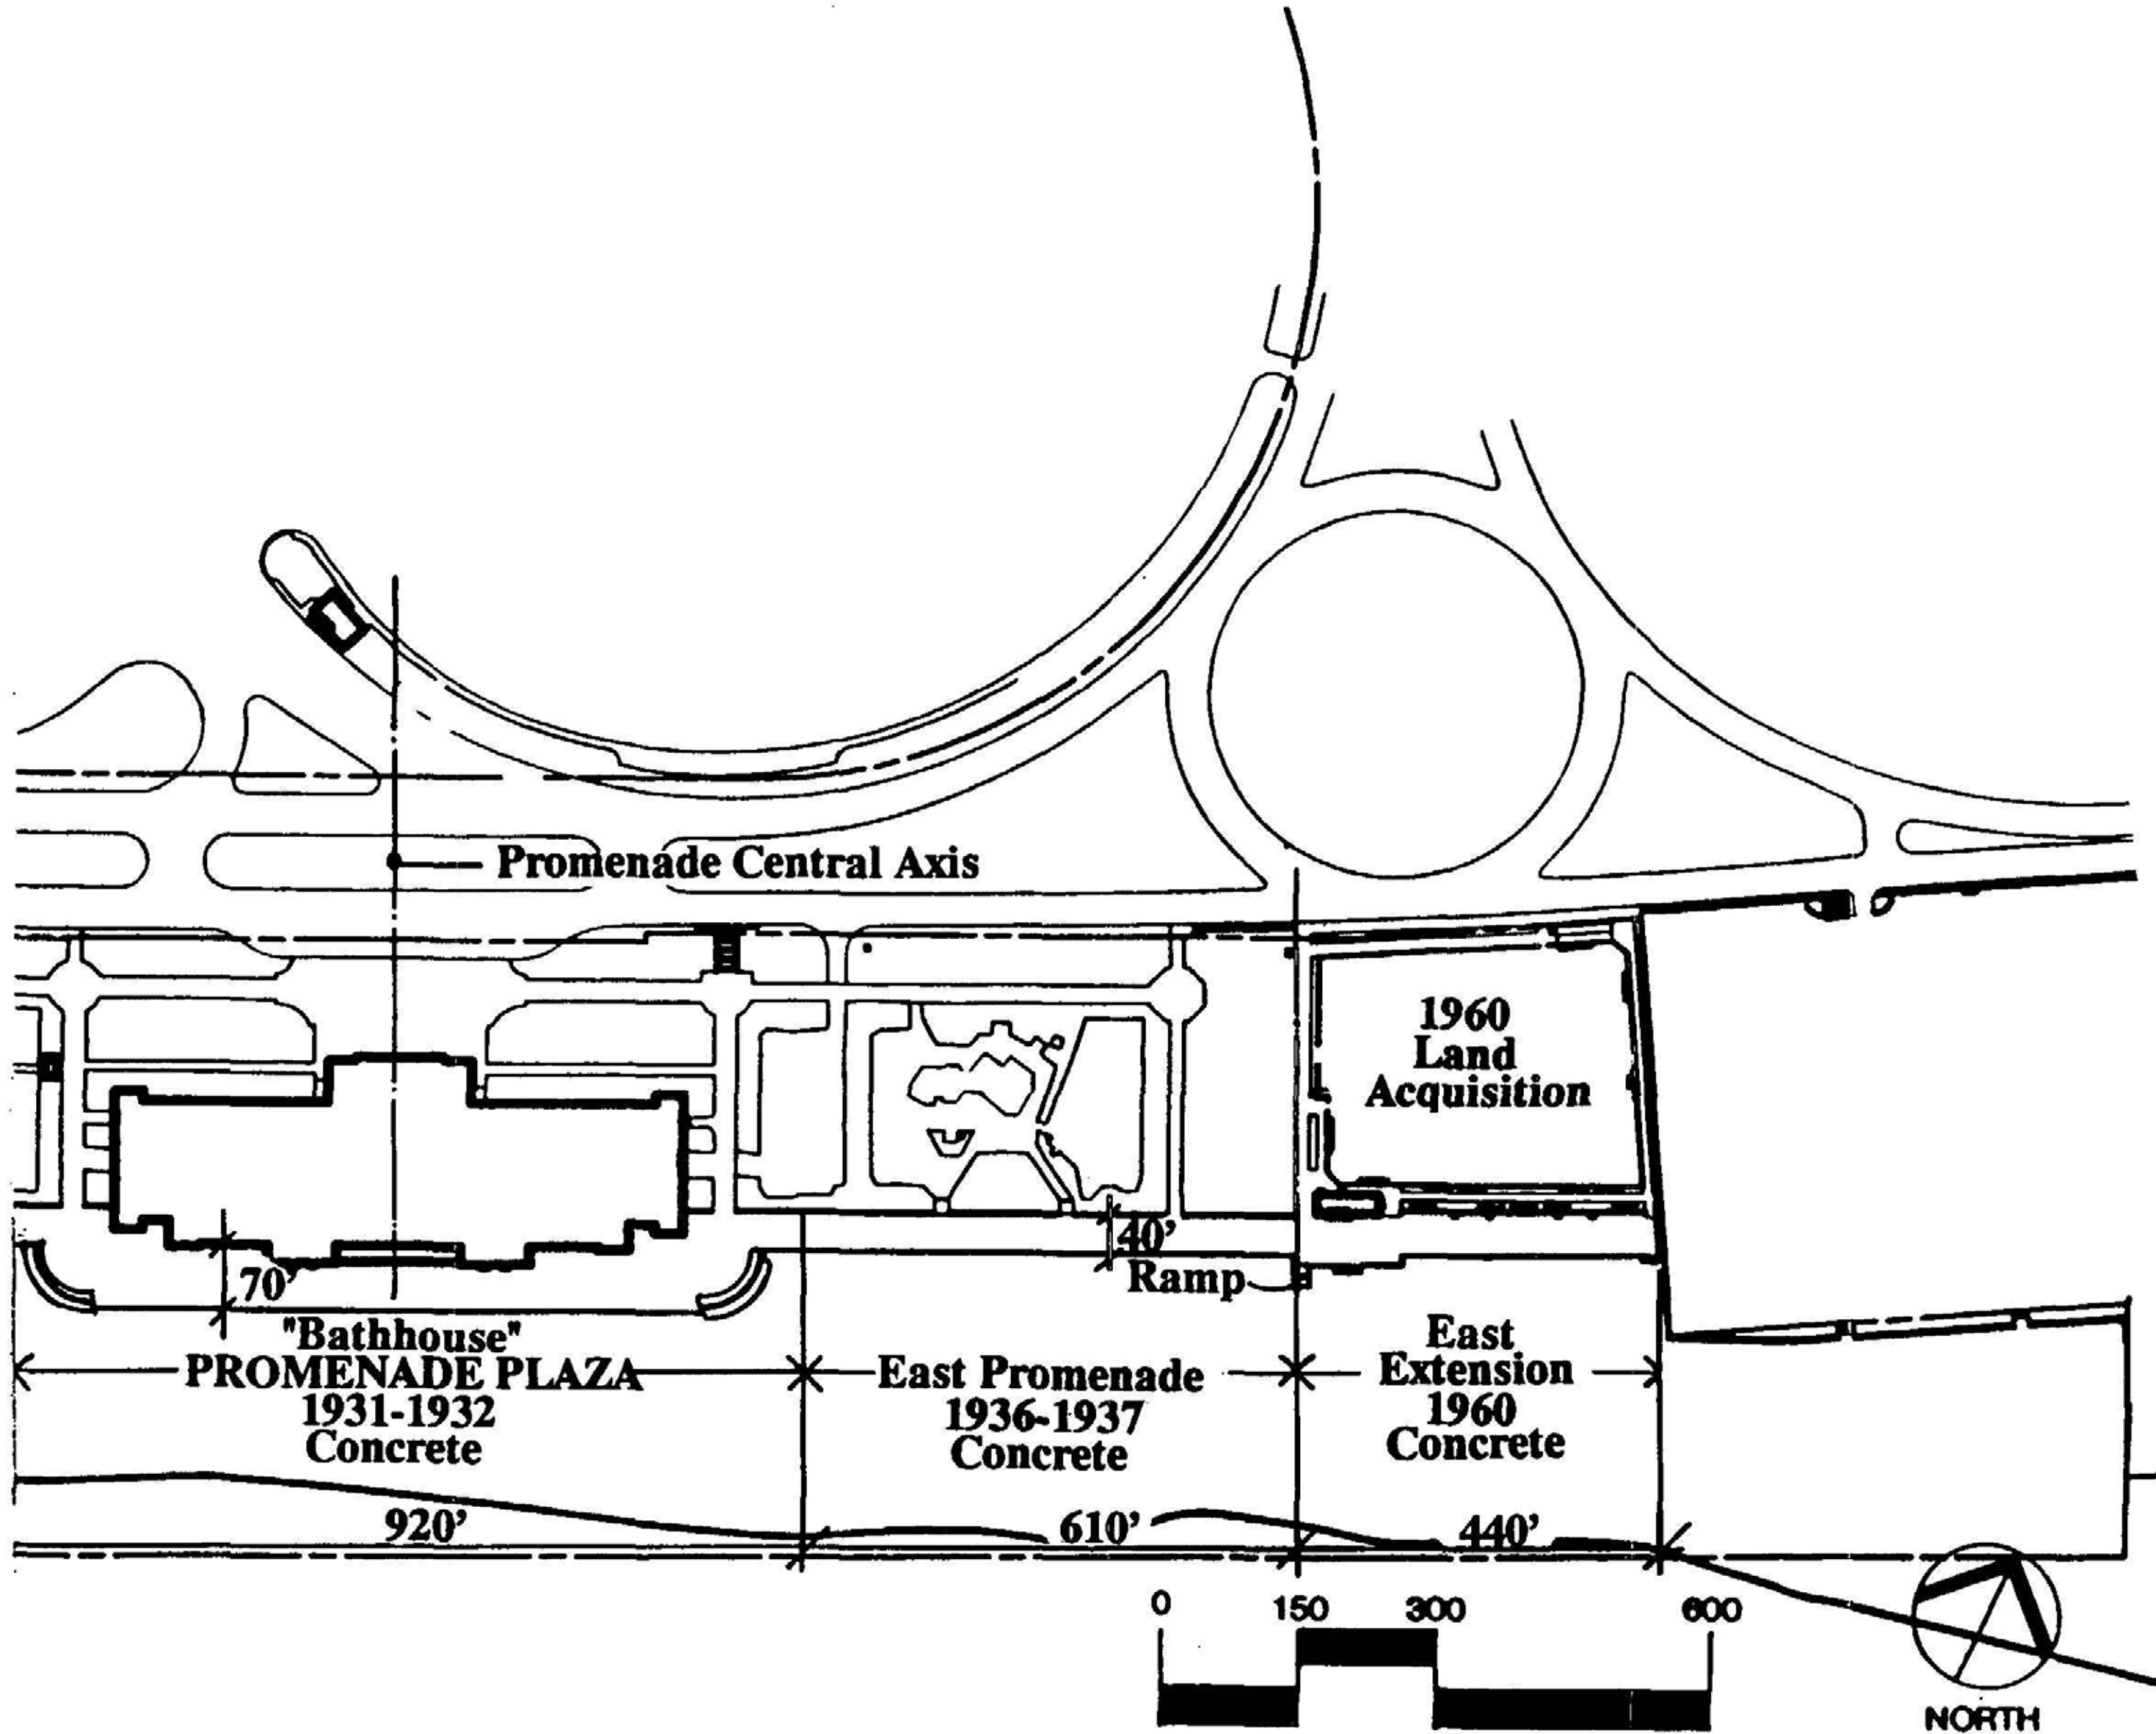 Promenade Central Axis
1960
Land
Acquisition
40'
Ramp
70'
"Bathhouse"
PROMENADE PLAZA
1931-1932
Concrete
East Promenade
1936-1937
Concrete
East
Extension
1960
Concrete
920'
610'
440'
0 150 300 600
NORTH